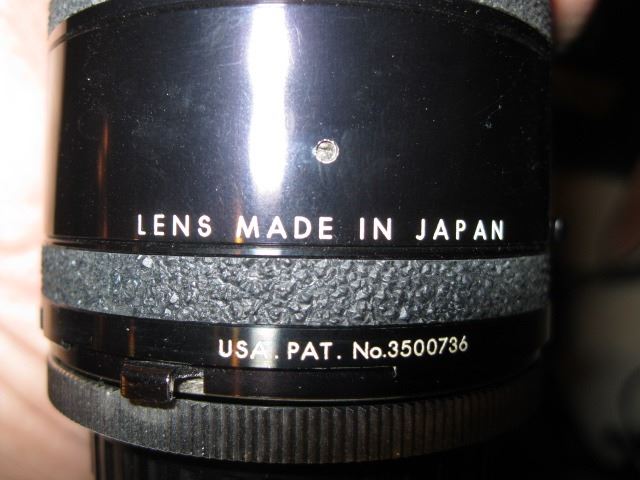 LENS MADE IN JAPAN
USA. PAT. No.3500736